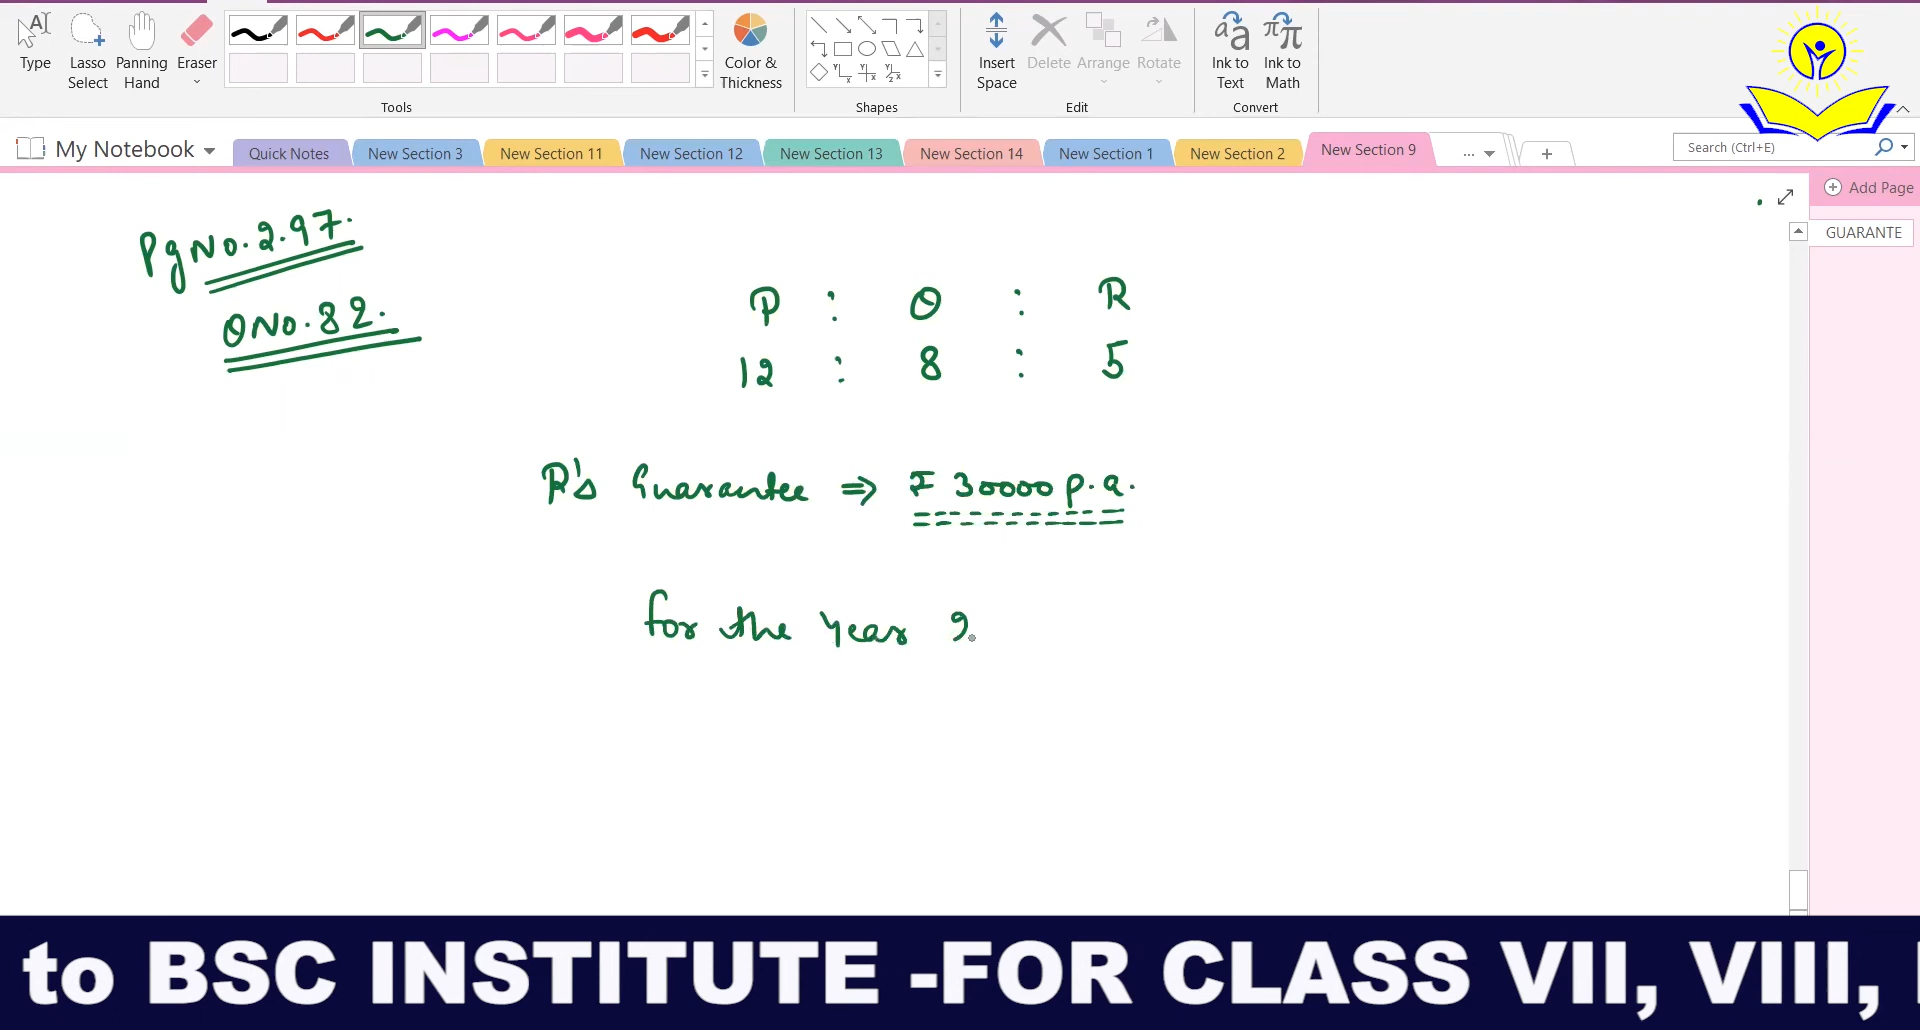 Type
Lasso Select
Panning Hand
Eraser
Color & Thickness
Insert Space
Delete
Arrange
Rotate
Ink to Text
Ink to Math
Tools
Shapes
Edit
Convert
My Notebook
Quick Notes
New Section 3
New Section 11
New Section 12
New Section 13
New Section 14
New Section 1
New Section 2
New Section 9
...
Search (Ctrl+E)
Add Page
GUARANTE
Pg No. 2.97.
Q No. 82.
P : Q : R
12 : 8 : 5
R's Guarantee ⇒ ₹ 30000 p.a.
for the year
to BSC INSTITUTE -FOR CLASS VII, VIII,